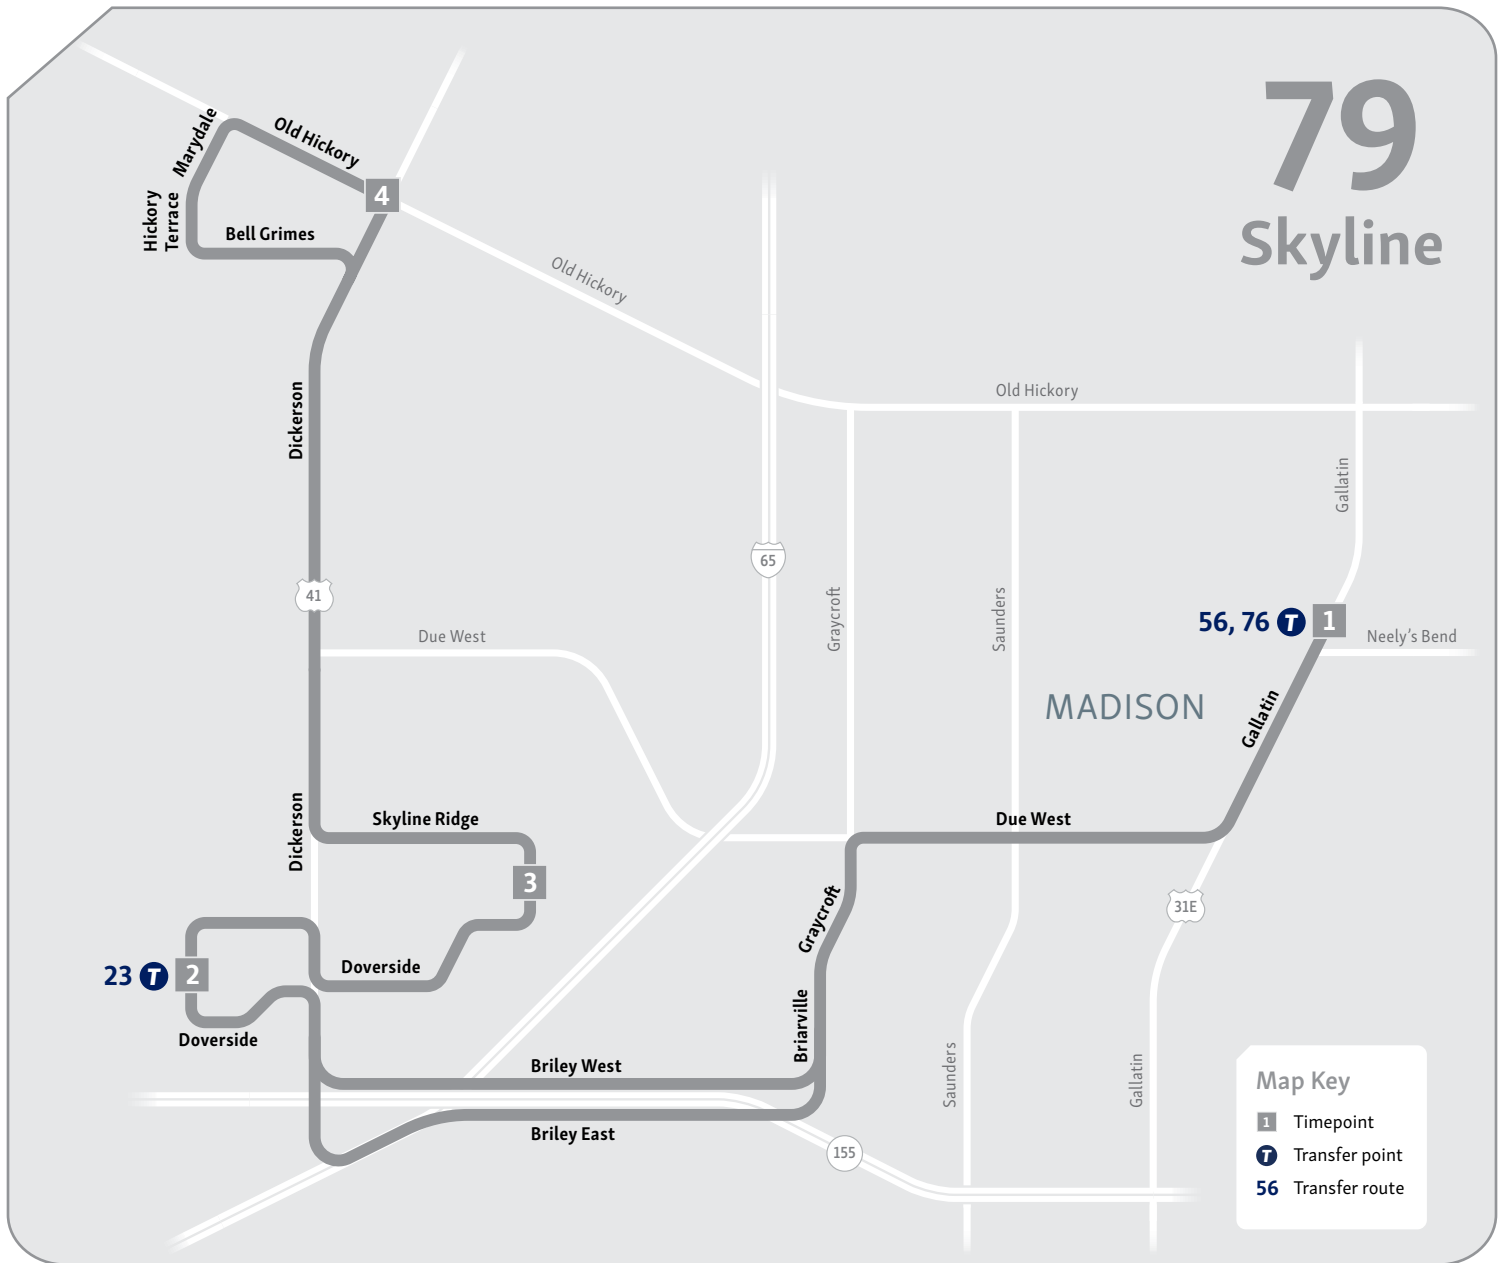 79
Skyline
Marydale
Old Hickory
4
Hickory
Terrace
Bell Grimes
Old Hickory
Old Hickory
Dickerson
Gallatin
65
41
Graycroft
Saunders
56, 76 T 1
Due West
Neely's Bend
MADISON
Gallatin
Dickerson
Skyline Ridge
Due West
3
Graycroft
31E
Doverside
23 T 2
Briarville
Doverside
Briley West
Saunders
Gallatin
Briley East
155
Map Key
1 Timepoint
T Transfer point
56 Transfer route